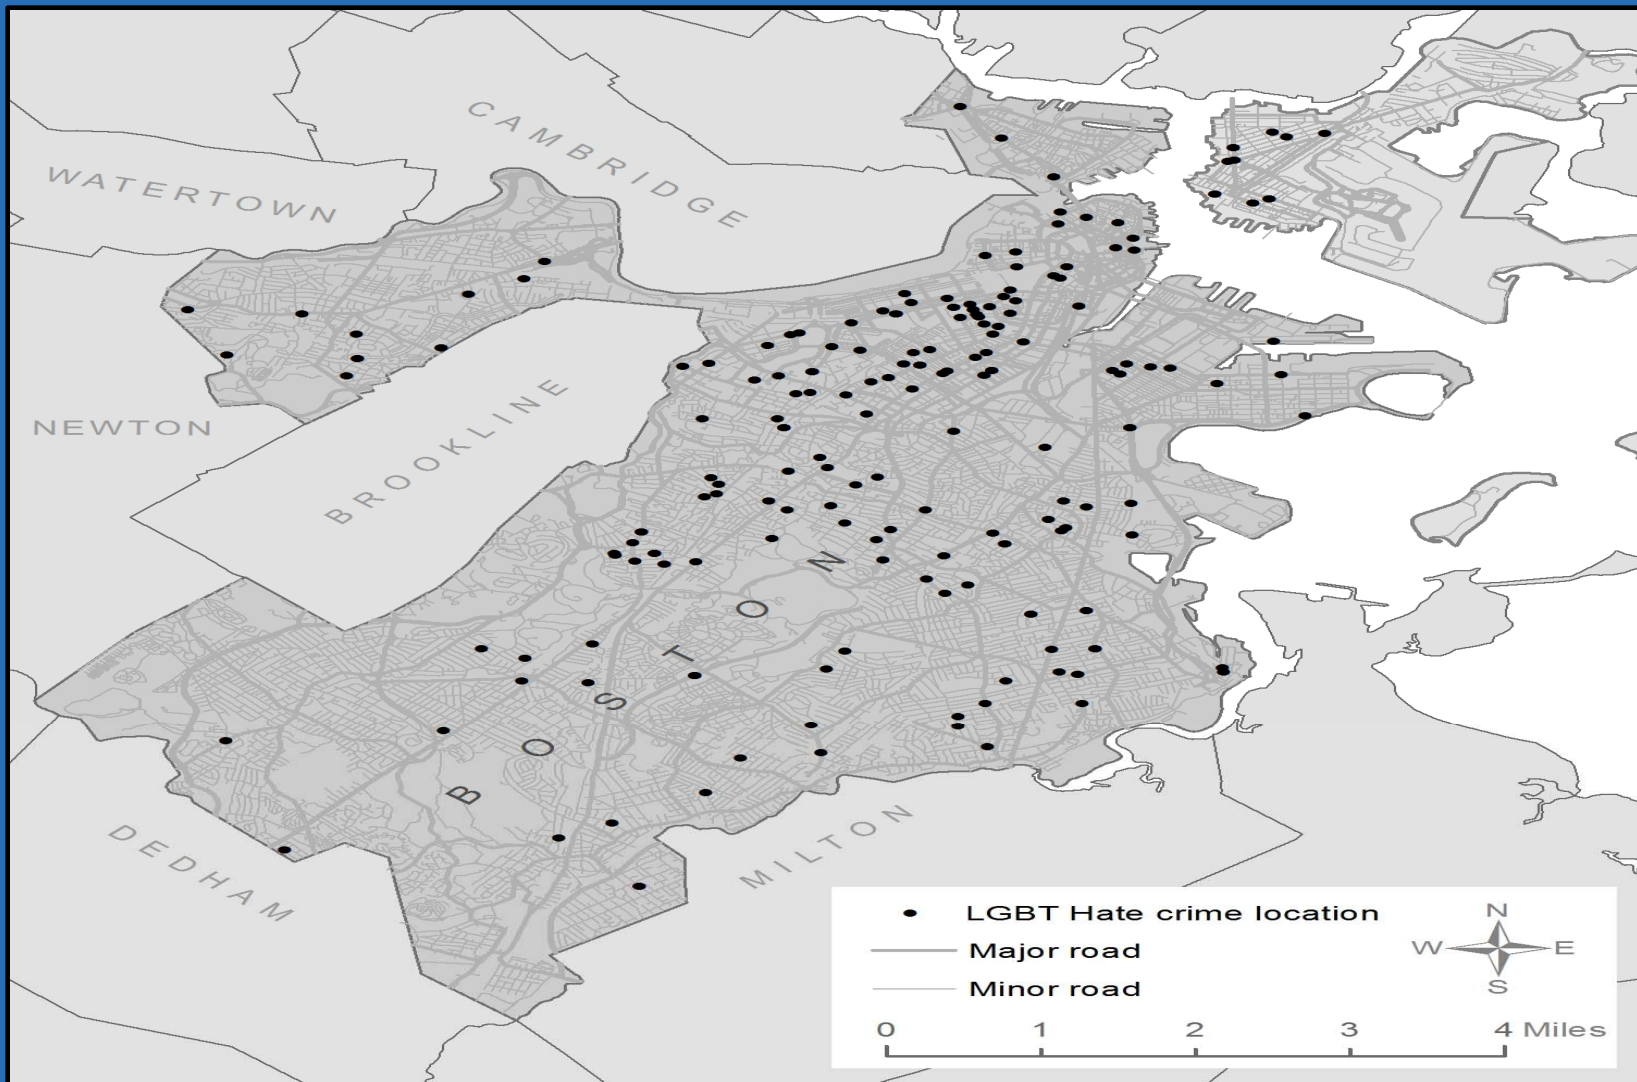 CAMBRIDGE
WATERTOWN
NEWTON
BROOKLINE
BOSTON
DEDHAM
MILTON
LGBT Hate crime location
Major road
Minor road
N
W E
S
0 1 2 3 4 Miles